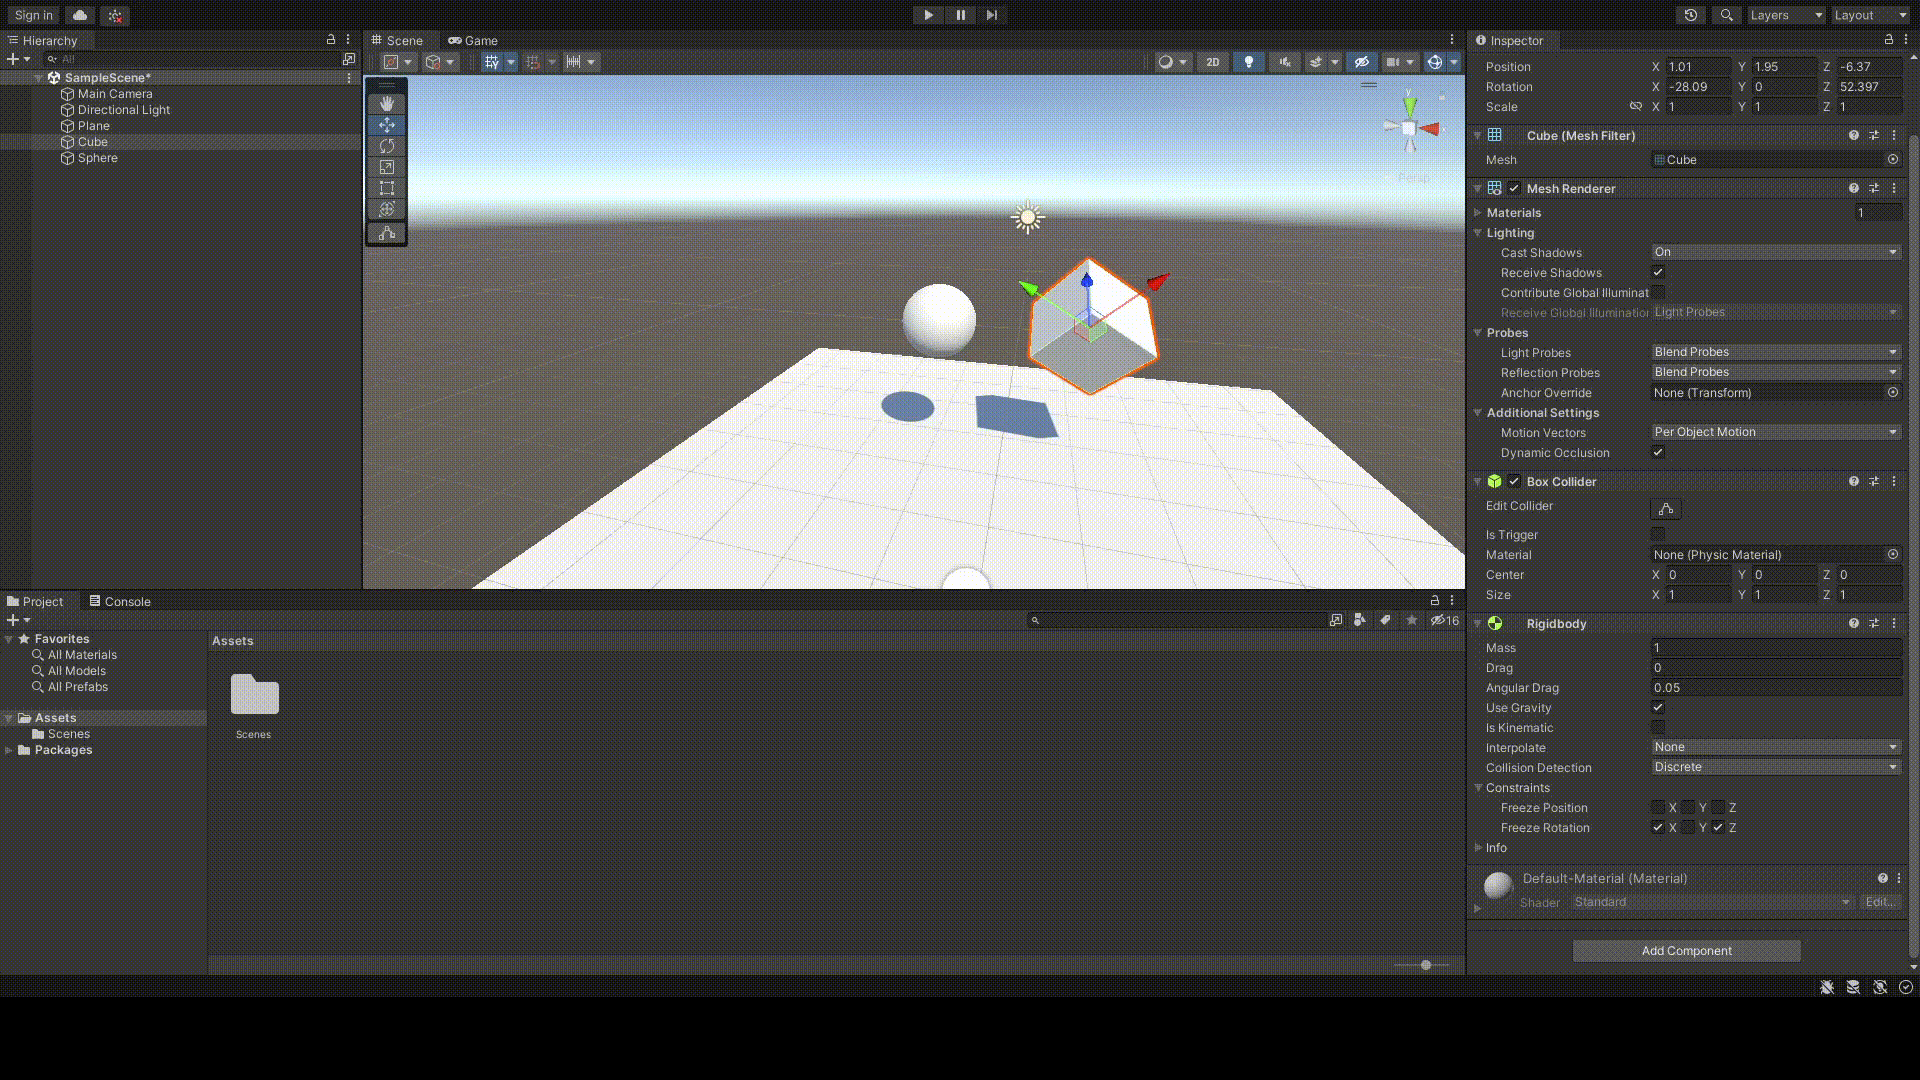 Sign in
Layers
Layout
Hierarchy
All
SampleScene*
Main Camera
Directional Light
Plane
Cube
Sphere
Scene
Game
2D
y
Persp
Inspector
Position X 1.01 Y 1.95 Z -6.37
Rotation X -28.09 Y 0 Z 52.397
Scale X 1 Y 1 Z 1
Cube (Mesh Filter)
Mesh Cube
Mesh Renderer
Materials 1
Lighting
Cast Shadows On
Receive Shadows
Contribute Global Illuminat
Receive Global Illumination Light Probes
Probes
Light Probes Blend Probes
Reflection Probes Blend Probes
Anchor Override None (Transform)
Additional Settings
Motion Vectors Per Object Motion
Dynamic Occlusion
Box Collider
Edit Collider
Is Trigger
Material None (Physic Material)
Center X 0 Y 0 Z 0
Size X 1 Y 1 Z 1
Rigidbody
Mass 1
Drag 0
Angular Drag 0.05
Use Gravity
Is Kinematic
Interpolate None
Collision Detection Discrete
Constraints
Freeze Position X Y Z
Freeze Rotation X Y Z
Info
Default-Material (Material)
Shader Standard Edit...
Add Component
Project
Console
16
Favorites
All Materials
All Models
All Prefabs
Assets
Scenes
Packages
Assets
Scenes